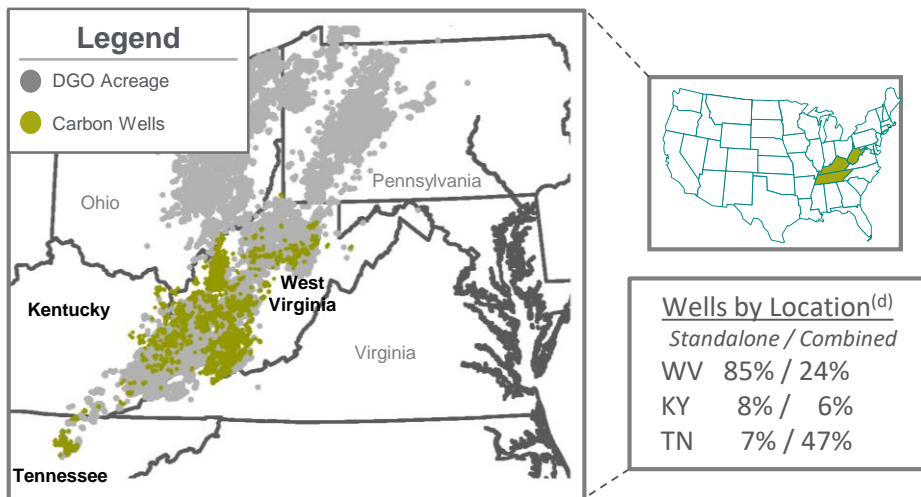 Legend
DGO Acreage
Carbon Wells
Pennsylvania
Ohio
West
Virginia
Kentucky
Virginia
Tennessee
Wells by Location(d)
Standalone / Combined
WV 85% / 24%
KY 8% / 6%
TN 7% / 47%